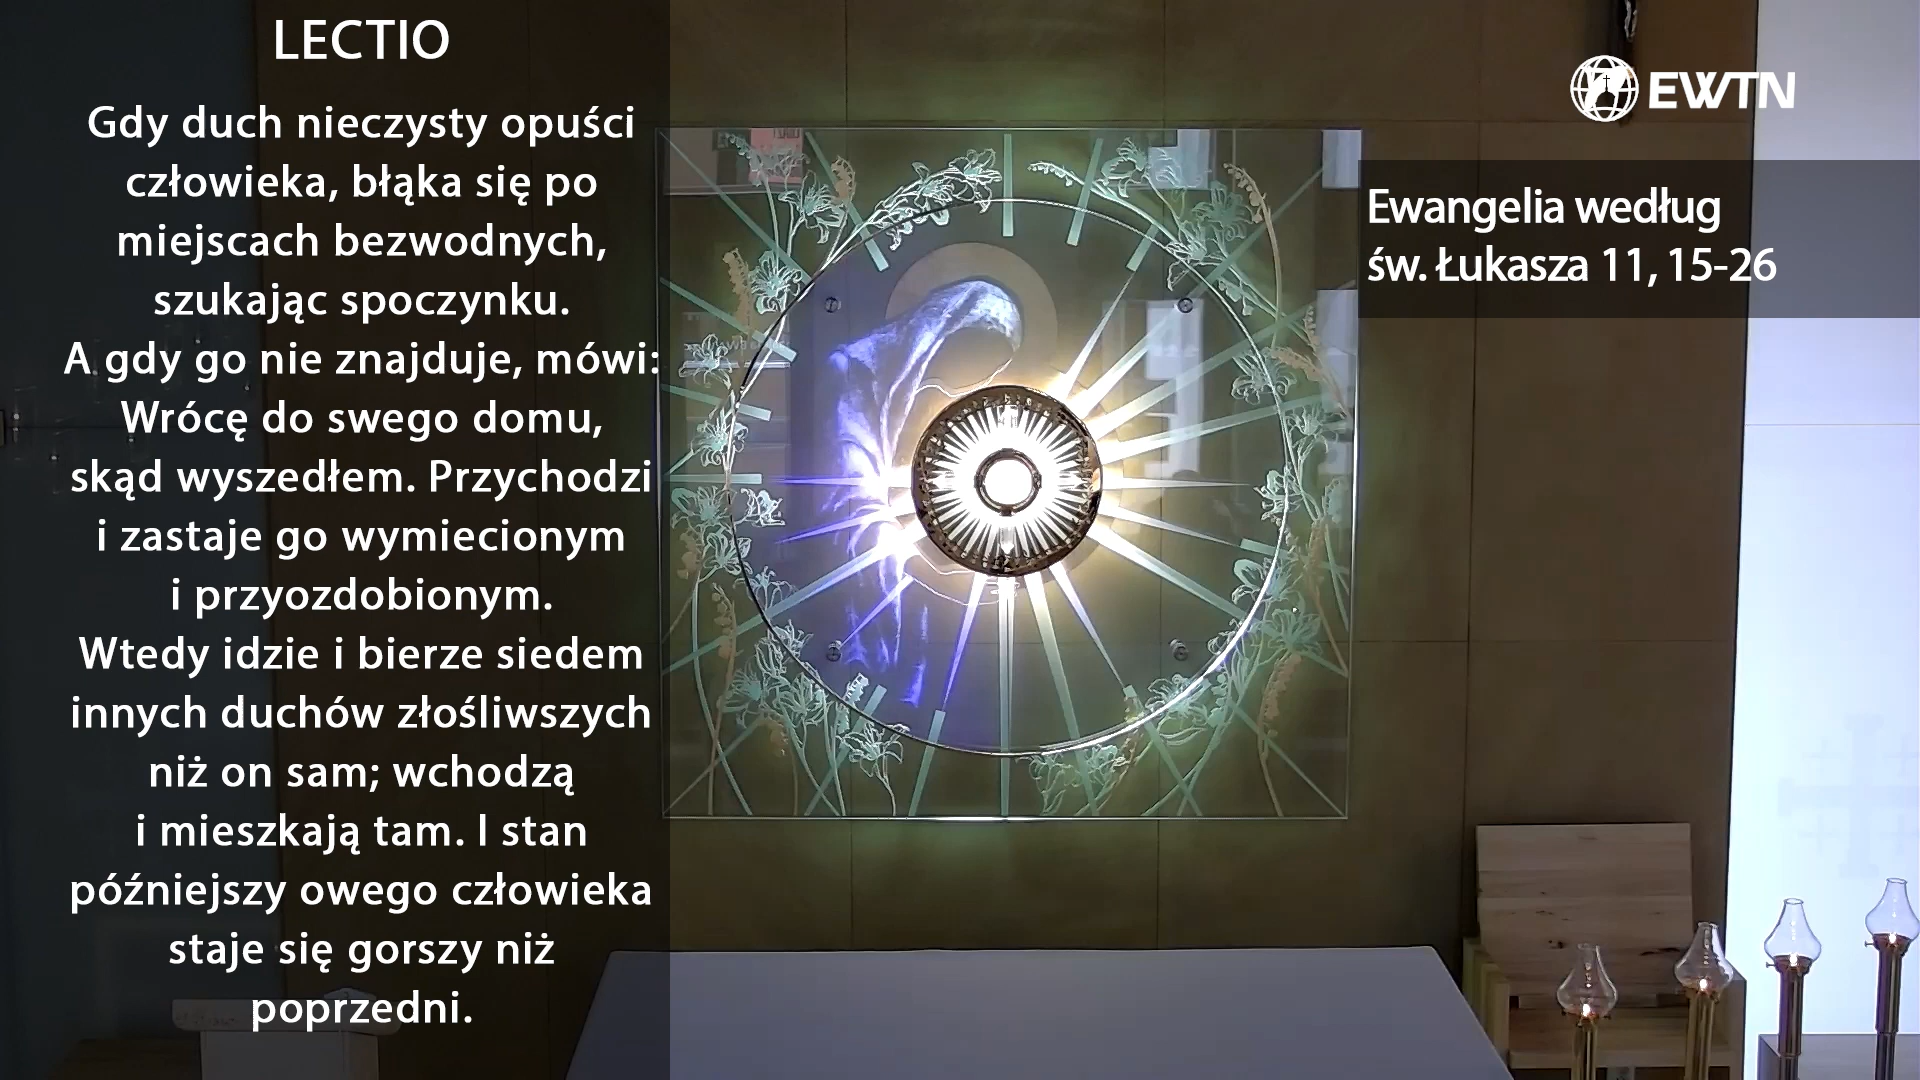 LECTIO
Gdy duch nieczysty opuści
człowieka, błąka się po
miejscach bezwodnych,
szukając spoczynku.
A gdy go nie znajduje, mówi:
Wrócę do swego domu,
skąd wyszedłem. Przychodzi
i zastaje go wymiecionym
i przyozdobionym.
Wtedy idzie i bierze siedem
innych duchów złośliwszych
niż on sam; wchodzą
i mieszkają tam. I stan
późniejszy owego człowieka
staje się gorszy niż
poprzedni.
EWTN
Ewangelia według
św. Łukasza 11, 15-26